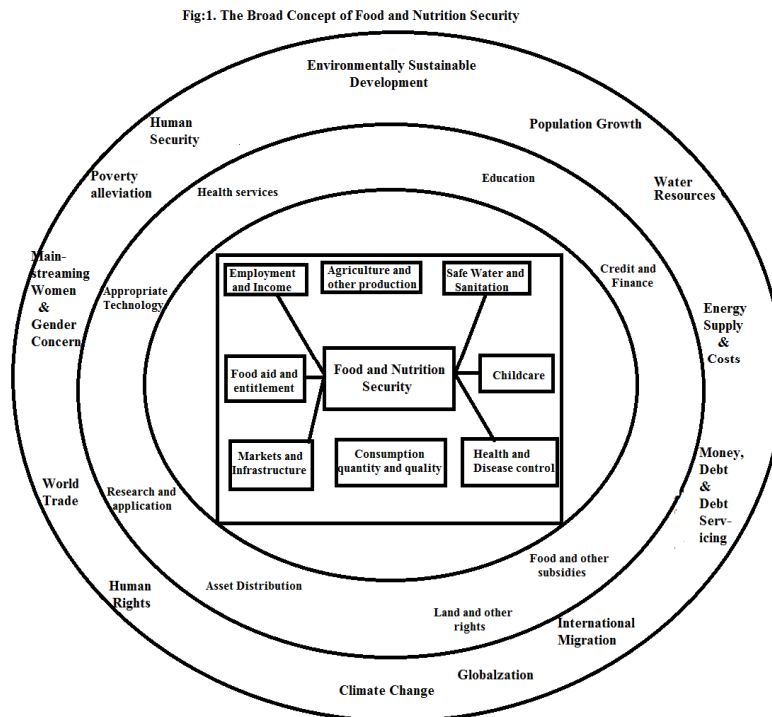 Fig:1. The Broad Concept of Food and Nutrition Security
Environmentally Sustainable
Development
Human
Security
Population Growth
Poverty
alleviation
Water
Resources
Health services
Education
Main-
streaming
Women
&
Gender
Concern
Appropriate
Technology
Credit and
Finance
Energy
Supply
&
Costs
Employment
and Income
Agriculture and
other production
Safe Water and
Sanitation
Food aid and
entitlement
Food and Nutrition
Security
Childcare
Markets and
Infrastructure
Consumption
quantity and quality
Health and
Disease control
World
Trade
Research and
application
Money,
Debt
&
Debt
Serv-
icing
Human
Rights
Asset Distribution
Food and other
subsidies
Land and other
rights
International
Migration
Climate Change
Globalzation